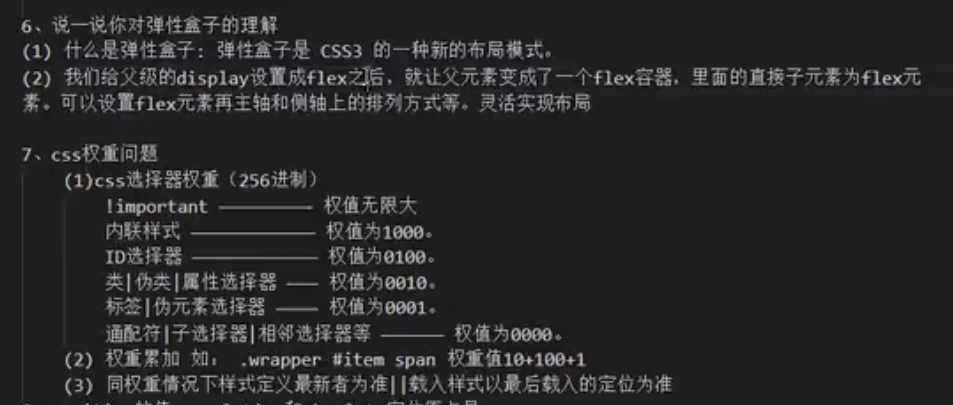 6、说一说你对弹性盒子的理解
(1) 什么是弹性盒子: 弹性盒子是 CSS3 的一种新的布局模式。
(2) 我们给父级的display设置成flex之后，就让父元素变成了一个flex容器，里面的直接子元素为flex元
素。可以设置flex元素再主轴和侧轴上的排列方式等。灵活实现布局
7、css权重问题
(1)css选择器权重（256进制）
!important —————— 权值无限大
内联样式 —————————— 权值为1000。
ID选择器 —————————— 权值为0100。
类|伪类|属性选择器 —— 权值为0010。
标签|伪元素选择器 ——— 权值为0001。
通配符|子选择器|相邻选择器等 ———— 权值为0000。
(2) 权重累加 如: .wrapper #item span 权重值10+100+1
(3) 同权重情况下样式定义最新者为准||载入样式以最后载入的定位为准